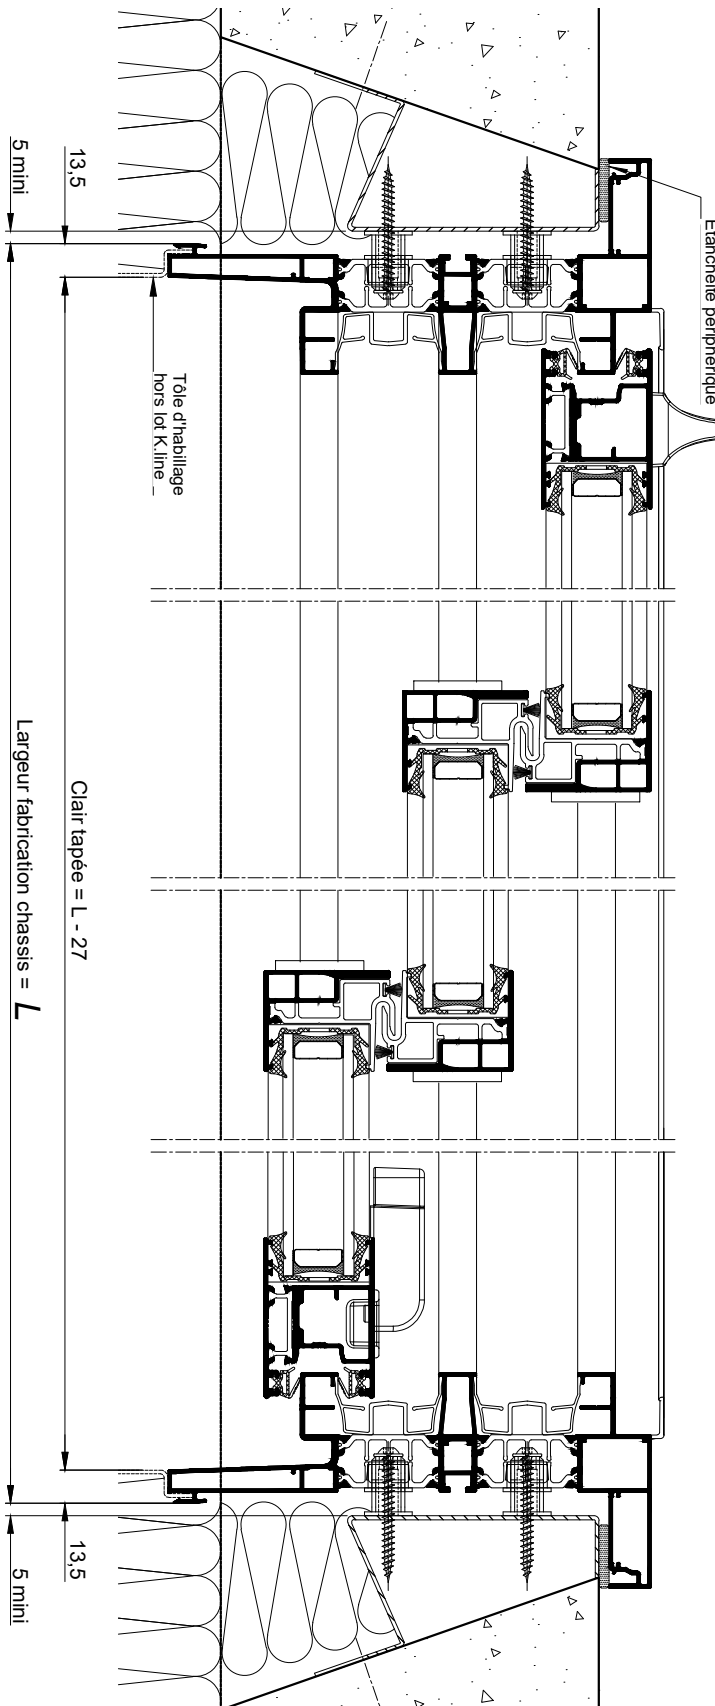 Etanchéité périphérique
Tôle d'habillage
hors lot K.line
13,5
Clair tapée = L - 27
13,5
5 mini
Largeur fabrication chassis = L
5 mini